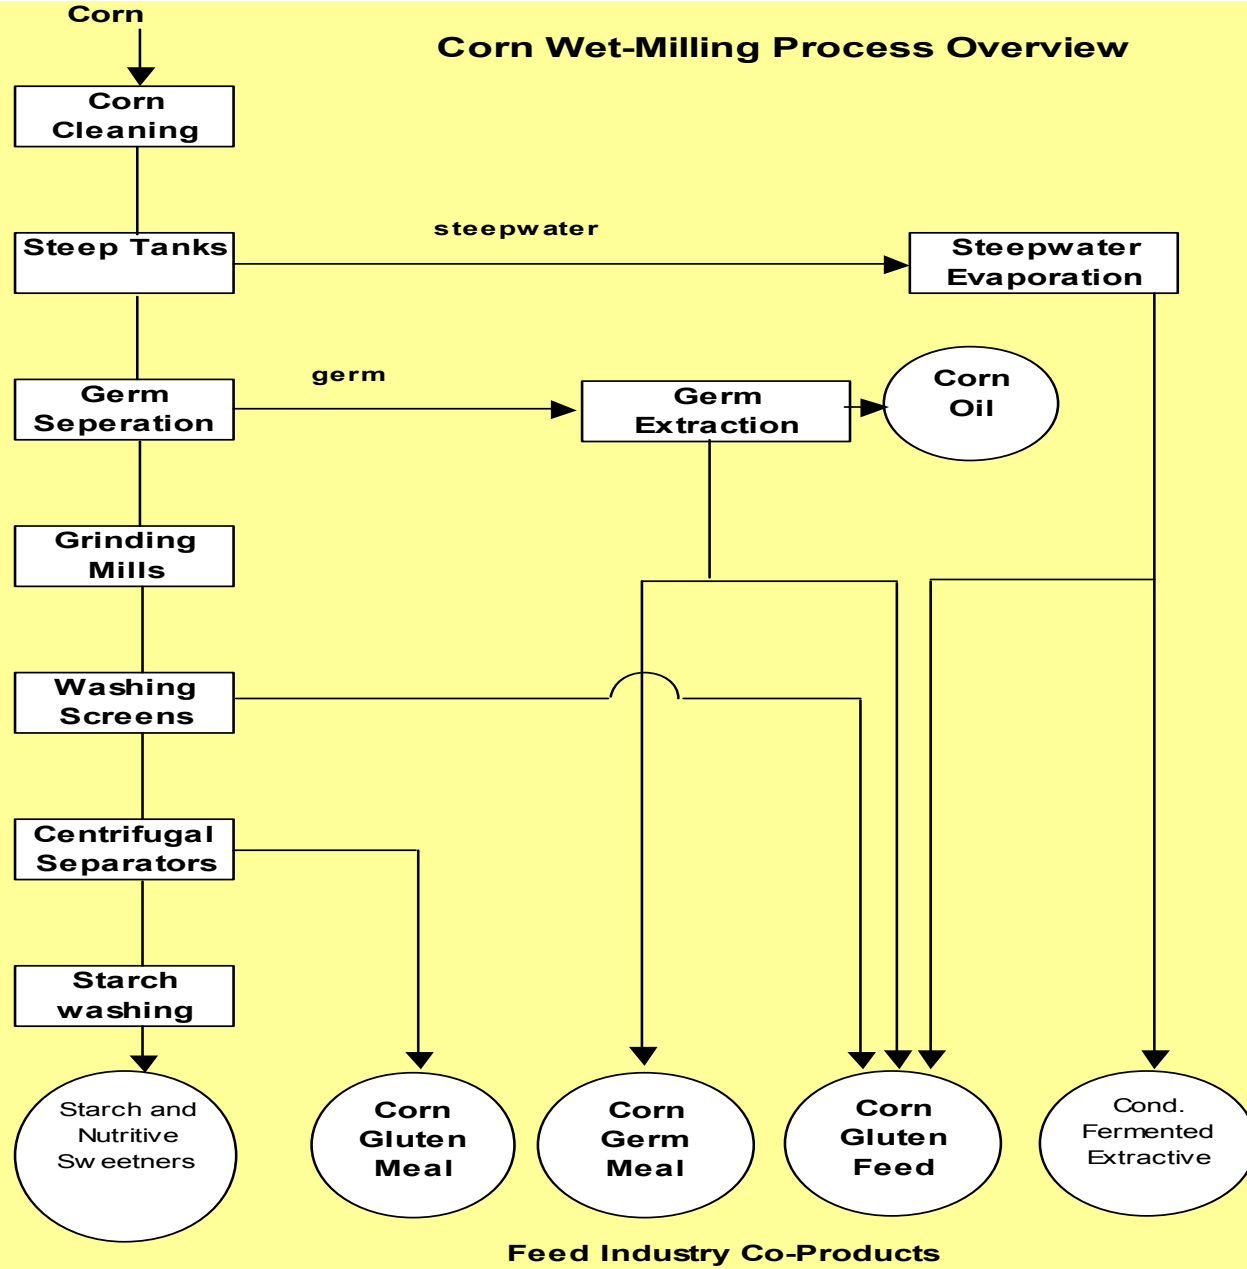 Corn
Corn Wet-Milling Process Overview
Corn
Cleaning
steepwater
Steep Tanks
Steepwater
Evaporation
germ
Germ
Seperation
Germ
Extraction
Corn
Oil
Grinding
Mills
Washing
Screens
Centrifugal
Separators
Starch
washing
Starch and
Nutritive
Sweetners
Corn
Gluten
Meal
Corn
Germ
Meal
Corn
Gluten
Feed
Cond.
Fermented
Extractive
Feed Industry Co-Products